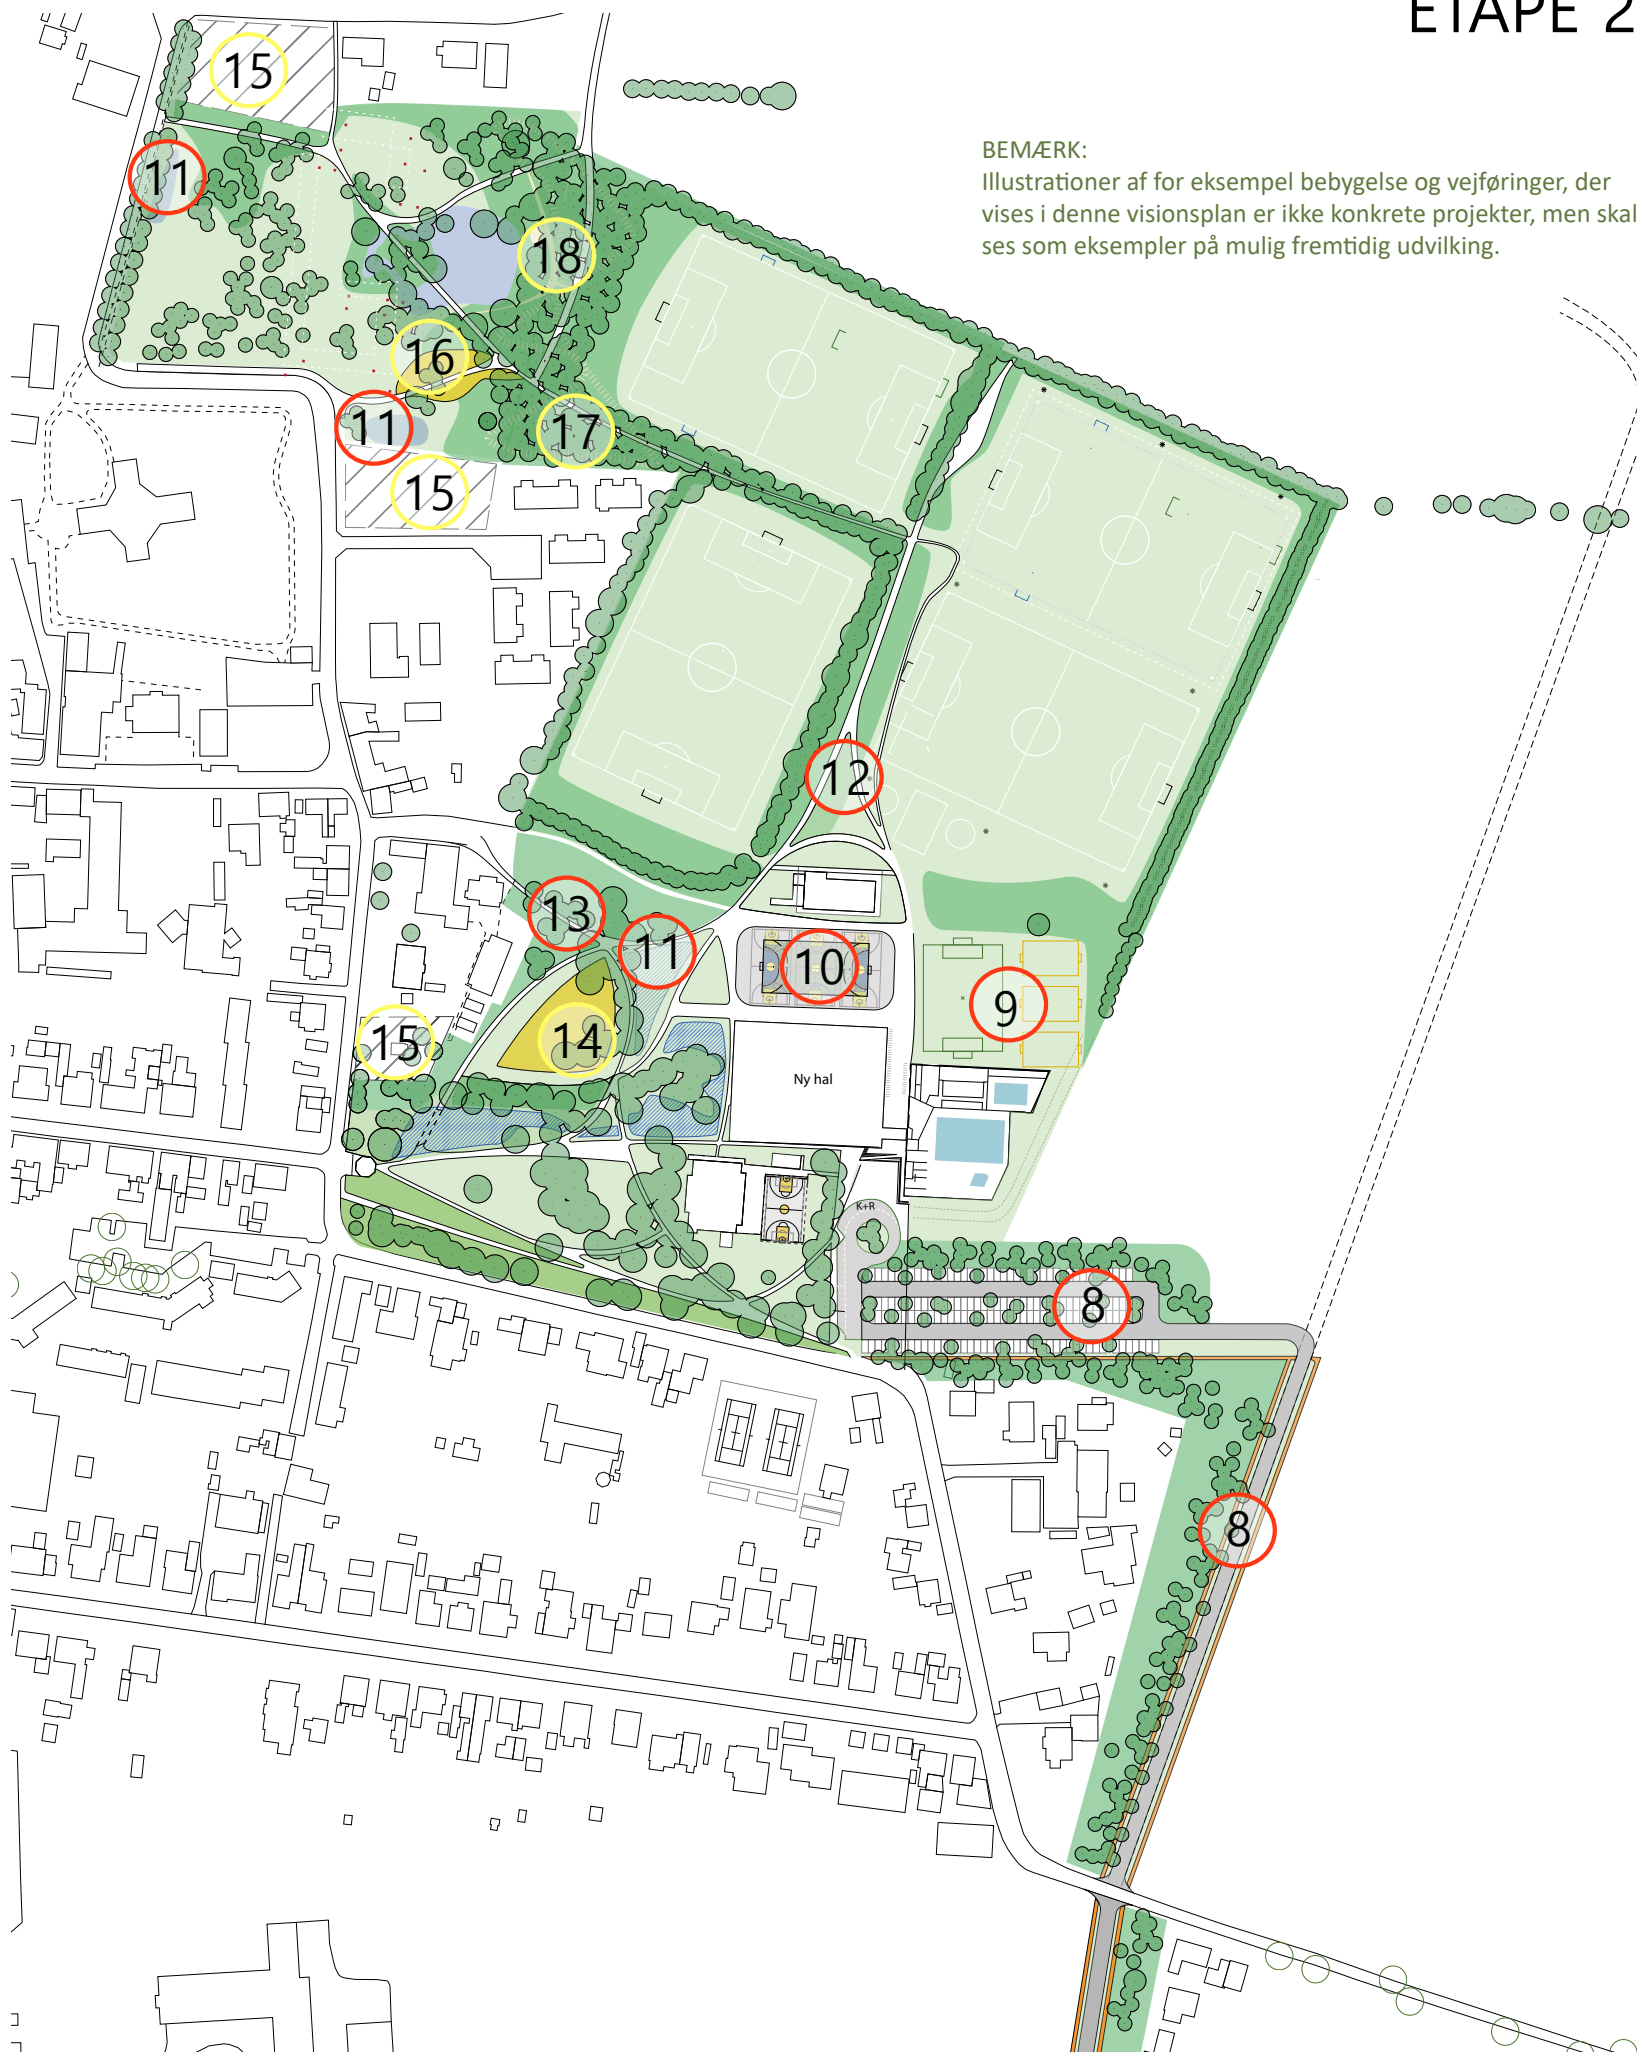 ETAPE 2
15
BEMÆRK:
Illustrationer af for eksempel bebygelse og vejføringer, der
vises i denne visionsplan er ikke konkrete projekter, men skal
ses som eksempler på mulig fremtidig udvilking.
11
18
16
11
17
15
12
13
11
10
9
14
15
Ny hal
K+R
8
8